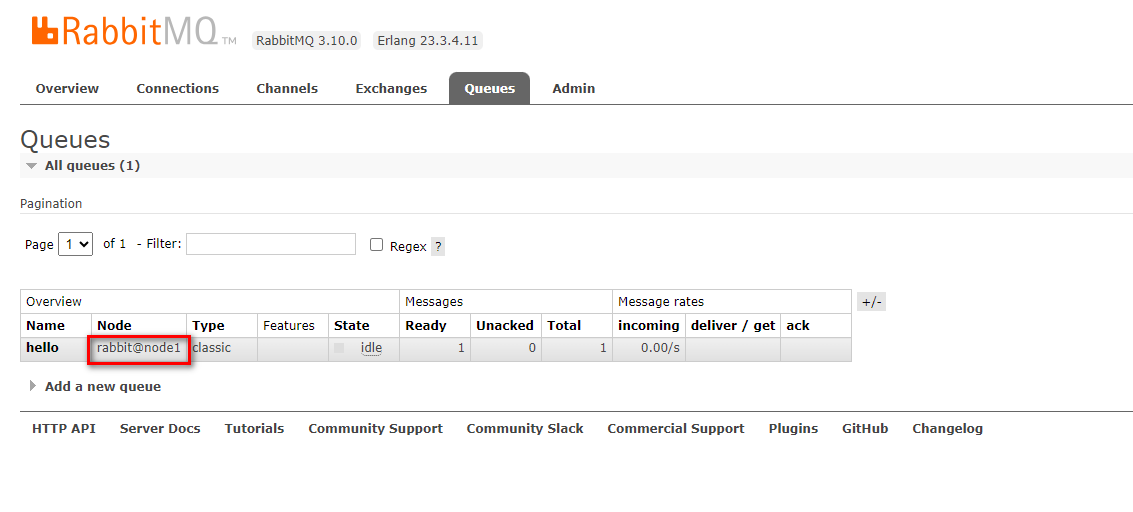 RabbitMQ TM RabbitMQ 3.10.0 Erlang 23.3.4.11
Overview Connections Channels Exchanges Queues Admin
Queues
All queues (1)
Pagination
Page 1 of 1 - Filter: Regex ?
Overview Messages Message rates +/-
Name Node Type Features State Ready Unacked Total incoming deliver / get ack
hello rabbit@node1 classic idle 1 0 1 0.00/s
Add a new queue
HTTP API Server Docs Tutorials Community Support Community Slack Commercial Support Plugins GitHub Changelog